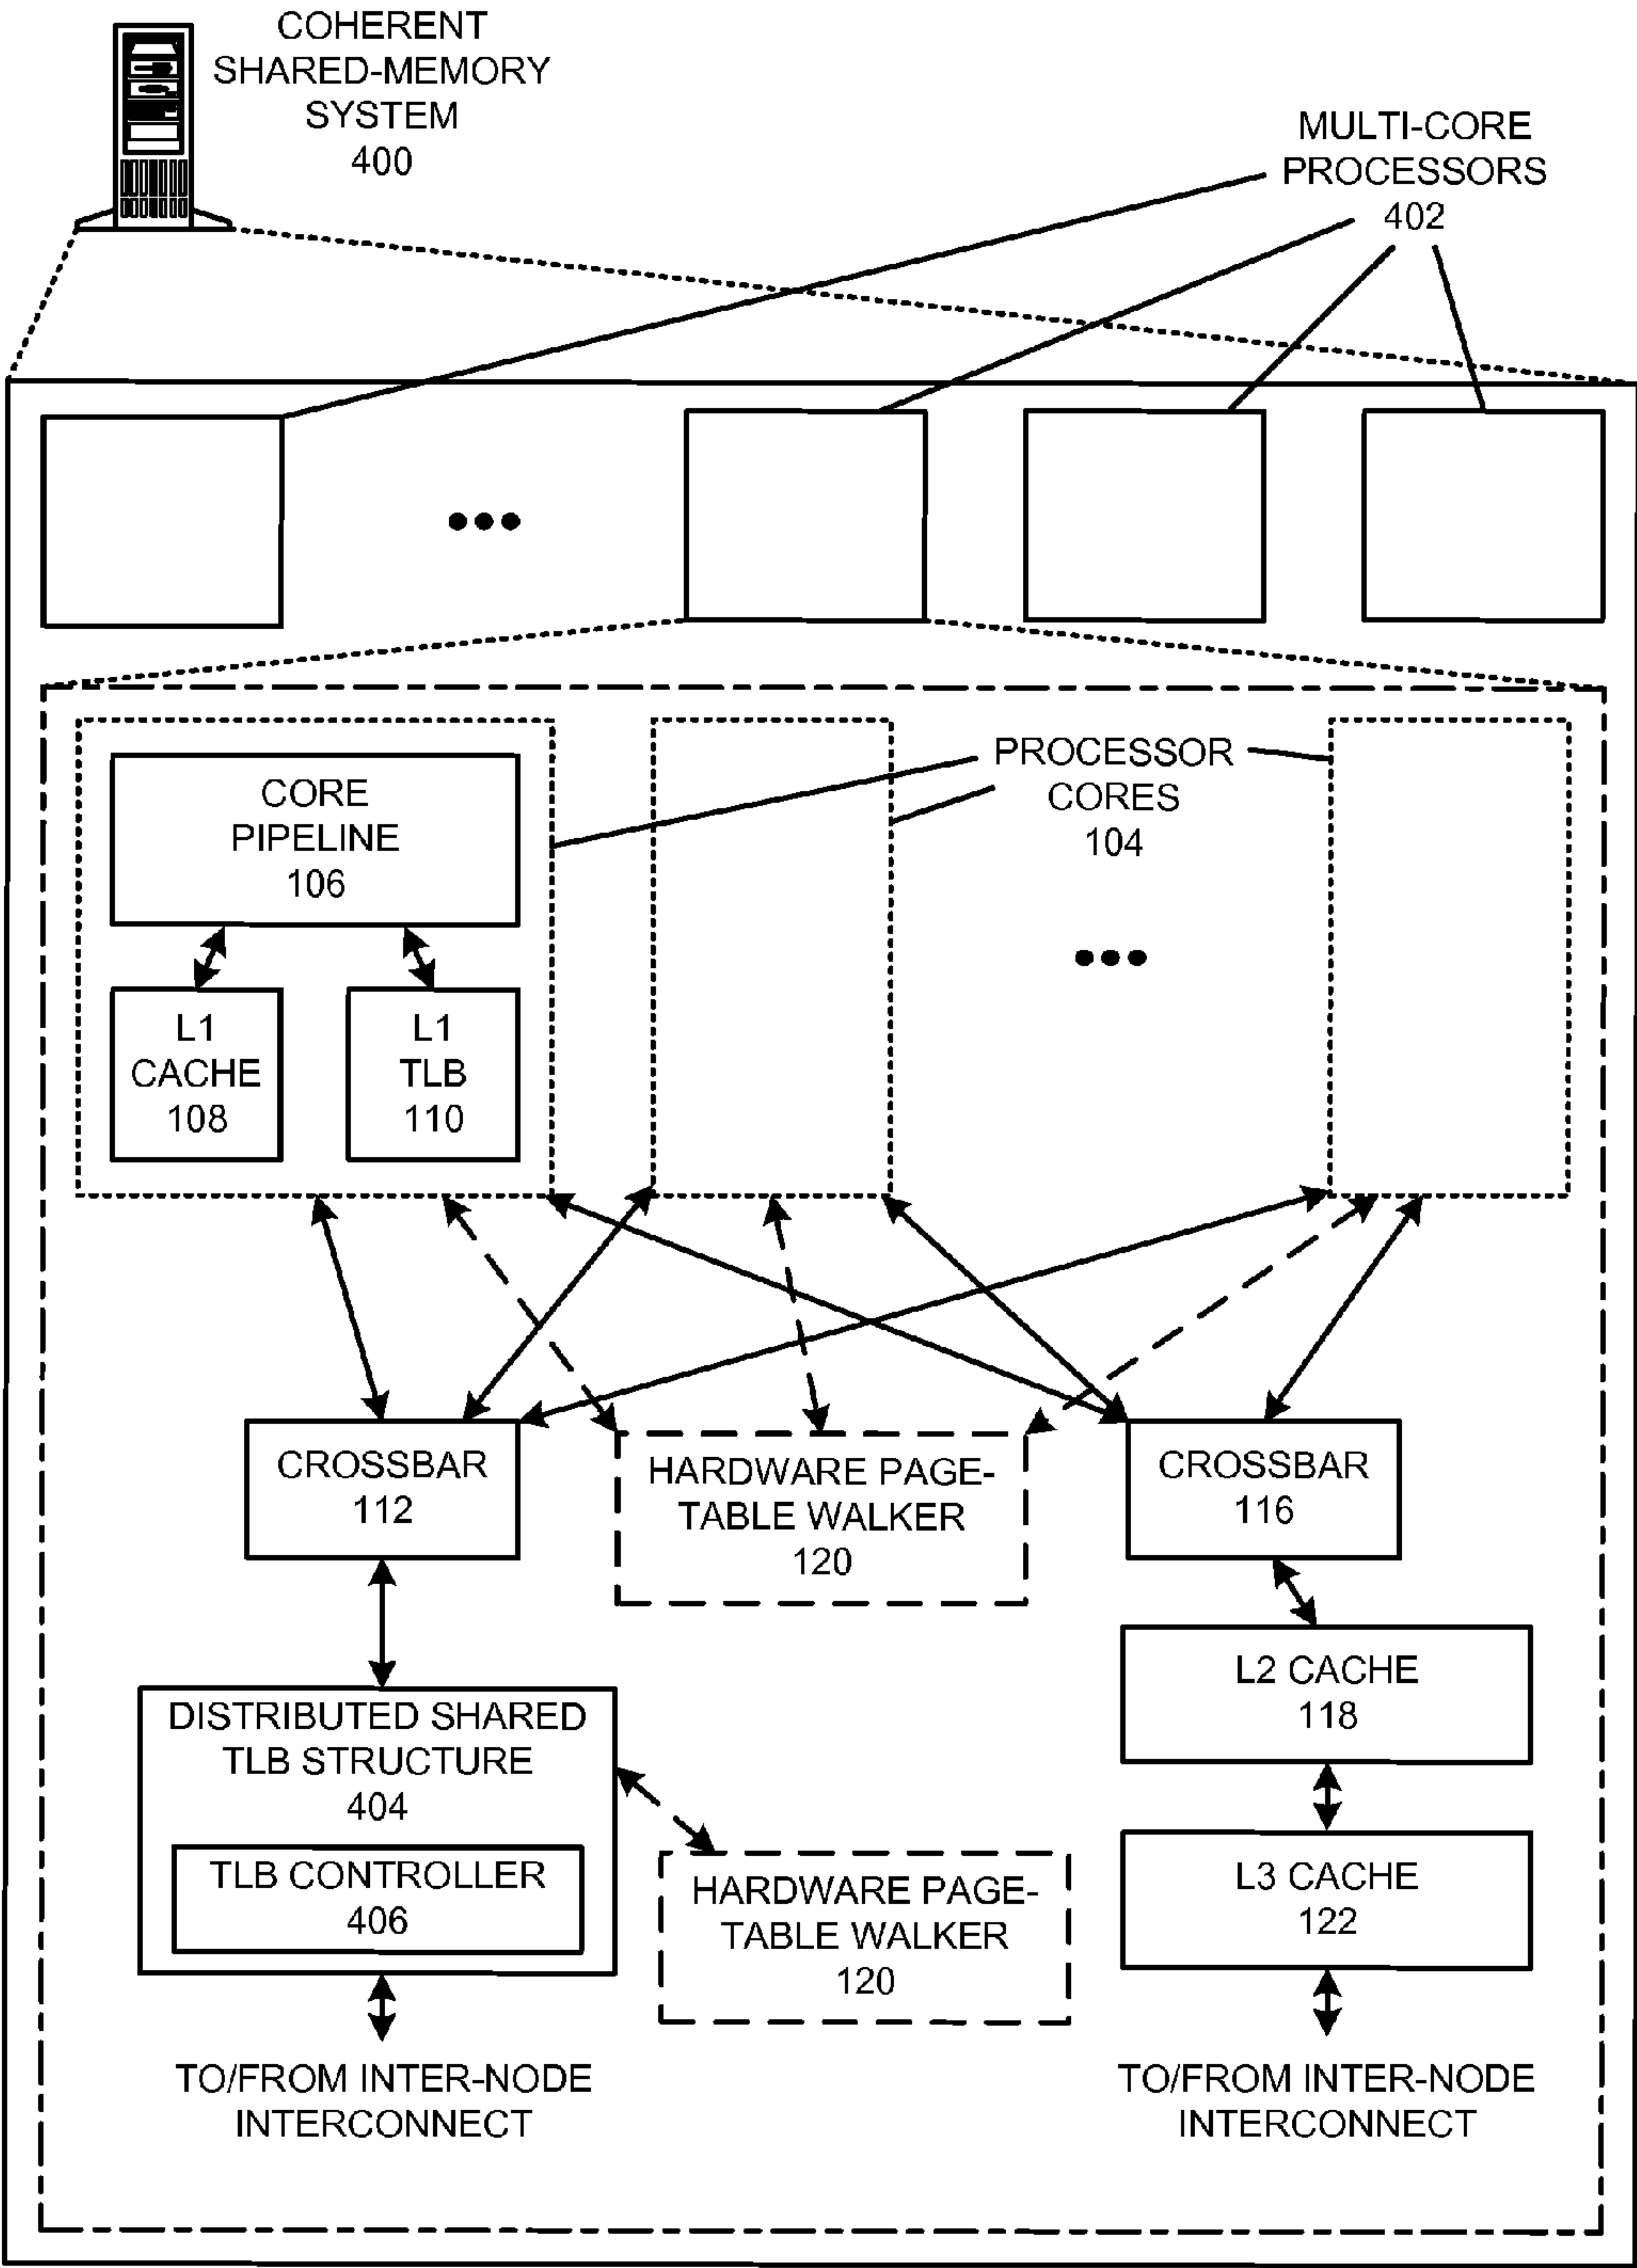 COHERENT
SHARED-MEMORY
SYSTEM
400
MULTI-CORE
PROCESSORS
402
PROCESSOR
CORES
104
CORE
PIPELINE
106
L1
CACHE
108
L1
TLB
110
CROSSBAR
112
HARDWARE PAGE-
TABLE WALKER
120
CROSSBAR
116
L2 CACHE
118
DISTRIBUTED SHARED
TLB STRUCTURE
404
TLB CONTROLLER
406
HARDWARE PAGE-
TABLE WALKER
120
L3 CACHE
122
TO/FROM INTER-NODE
INTERCONNECT
TO/FROM INTER-NODE
INTERCONNECT